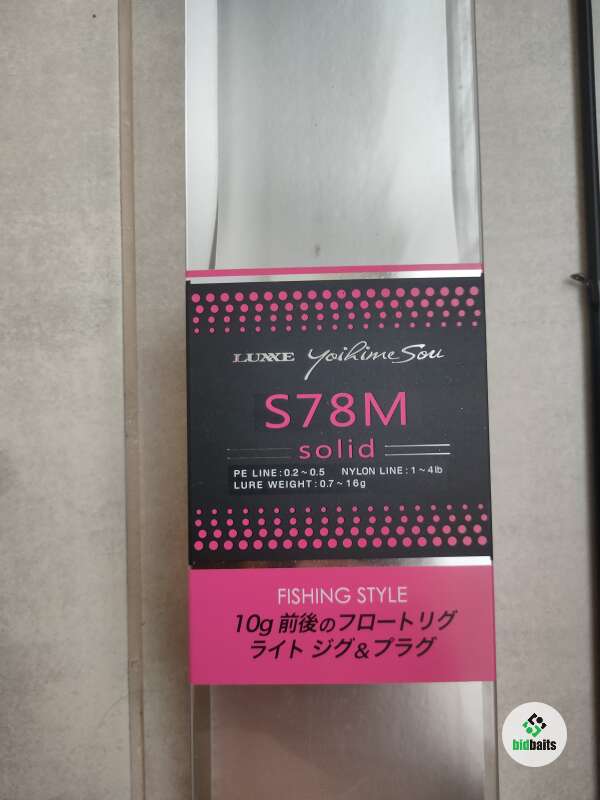 LUXXE Yoihime Sou
S78M
solid
PE LINE:0.2~0.5 NYLON LINE:1~4lb
LURE WEIGHT:0.7~16g
FISHING STYLE
10g 前後のフロートリグ
ライト ジグ&プラグ
bidbaits